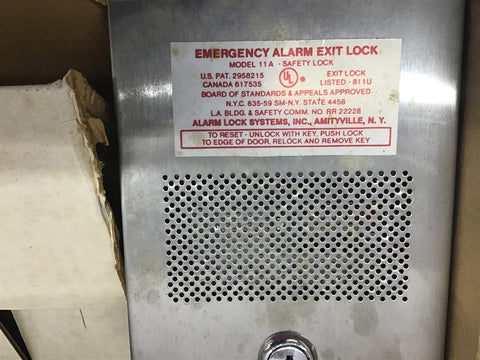 EMERGENCY ALARM EXIT LOCK
MODEL 11A - SAFETY LOCK
U.S. PAT. 2958215
CANADA 617535
UL
EXIT LOCK
LISTED - 811U
BOARD OF STANDARDS & APPEALS APPROVED
N.Y.C. 635-59 SM-N.Y. STATE 4458
L.A. BLDG. & SAFETY COMM. NO. RR 22228
ALARM LOCK SYSTEMS, INC., AMITYVILLE, N. Y.
TO RESET - UNLOCK WITH KEY, PUSH LOCK
TO EDGE OF DOOR, RELOCK AND REMOVE KEY